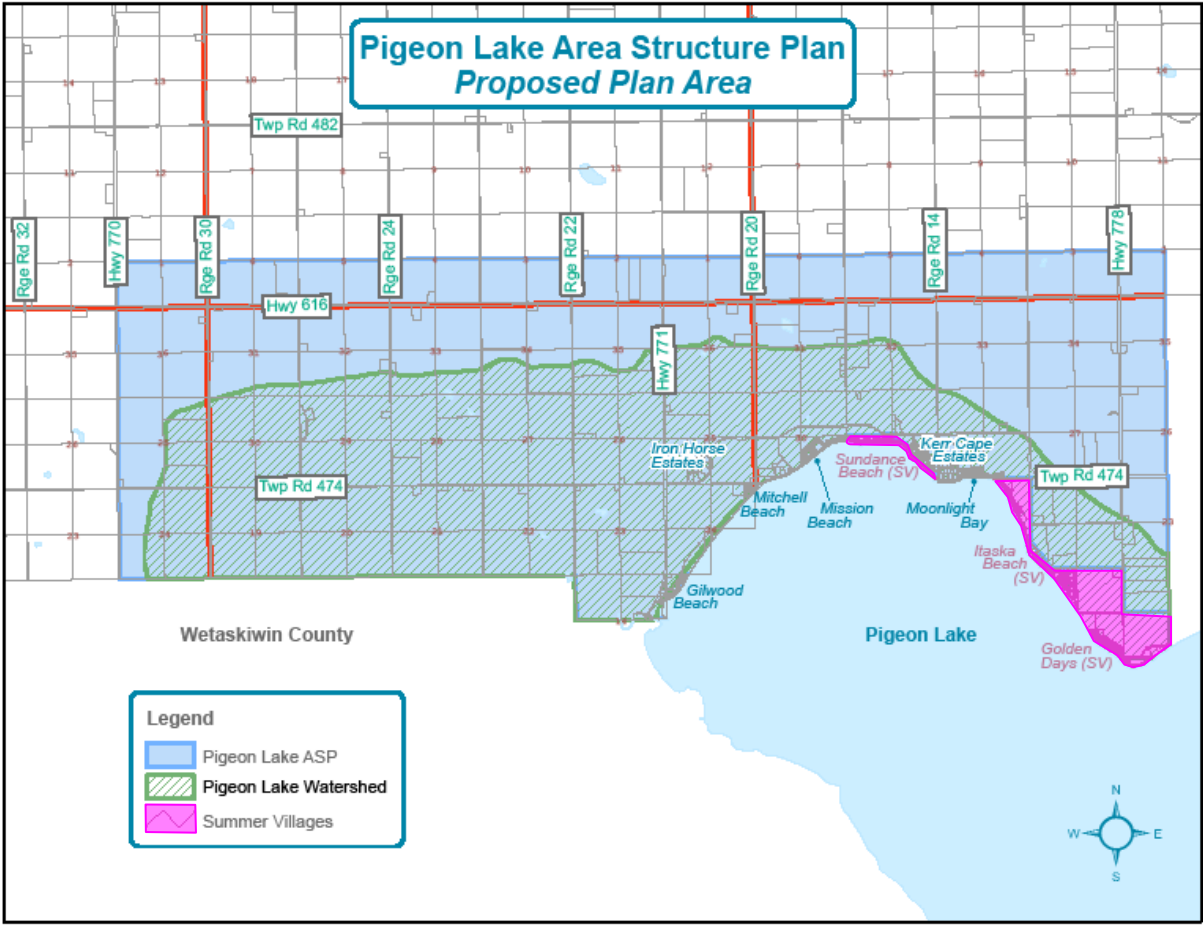 Pigeon Lake Area Structure Plan
Proposed Plan Area
Twp Rd 482
Rge Rd 32
Hwy 770
Rge Rd 30
Rge Rd 24
Rge Rd 22
Rge Rd 20
Rge Rd 14
Hwy 778
Hwy 616
Hwy 771
Iron Horse
Estates
Sundance
Beach (SV)
Kerr Cape
Estates
Twp Rd 474
Twp Rd 474
Mitchell
Beach
Mission
Beach
Moonlight
Bay
Itaska
Beach
(SV)
Gilwood
Beach
Wetaskiwin County
Pigeon Lake
Golden
Days (SV)
Legend
Pigeon Lake ASP
Pigeon Lake Watershed
Summer Villages
N
W
E
S